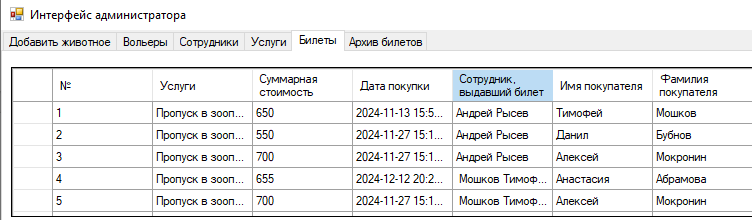 Интерфейс администратора
Добавить животное Вольеры Сотрудники Услуги Билеты Архив билетов
№ Услуги Суммарная стоимость Дата покупки Сотрудник, выдавший билет Имя покупателя Фамилия покупателя
1 Пропуск в зооп... 650 2024-11-13 15:5... Андрей Рысев Тимофей Мошков
2 Пропуск в зооп... 550 2024-11-27 15:1... Андрей Рысев Данил Бубнов
3 Пропуск в зооп... 700 2024-11-27 15:1... Андрей Рысев Алексей Мокронин
4 Пропуск в зооп... 655 2024-12-12 20:2... Мошков Тимоф... Анастасия Абрамова
5 Пропуск в зооп... 700 2024-11-27 15:1... Мошков Тимоф... Алексей Мокронин